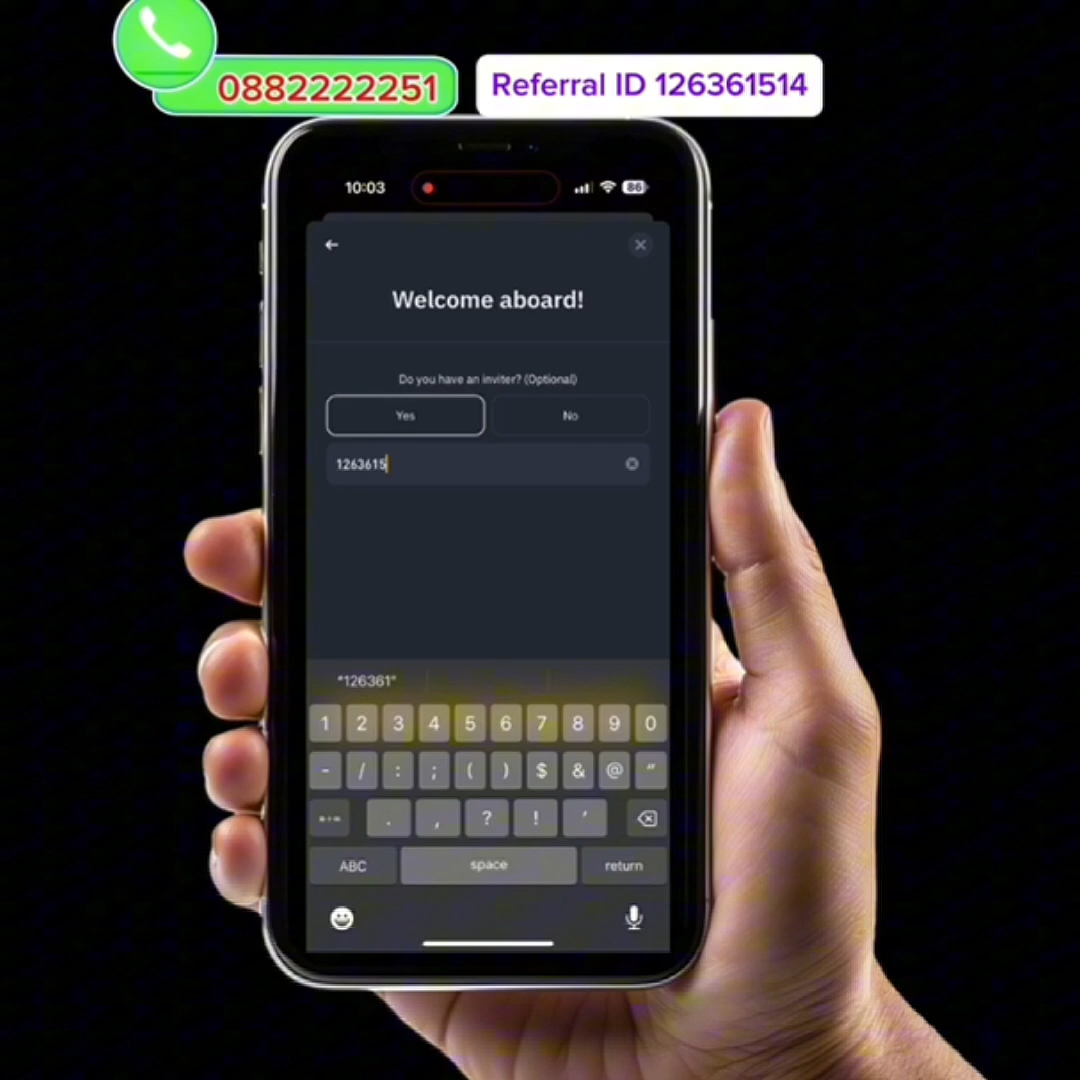 0882222251
Referral ID 126361514
10:03
86
Welcome aboard!
Do you have an inviter? (Optional)
Yes
No
1263615
"126361"
1 2 3 4 5 6 7 8 9 0
- / : ; ( ) $ & @ "
#+= . , ? ! '
ABC
space
return